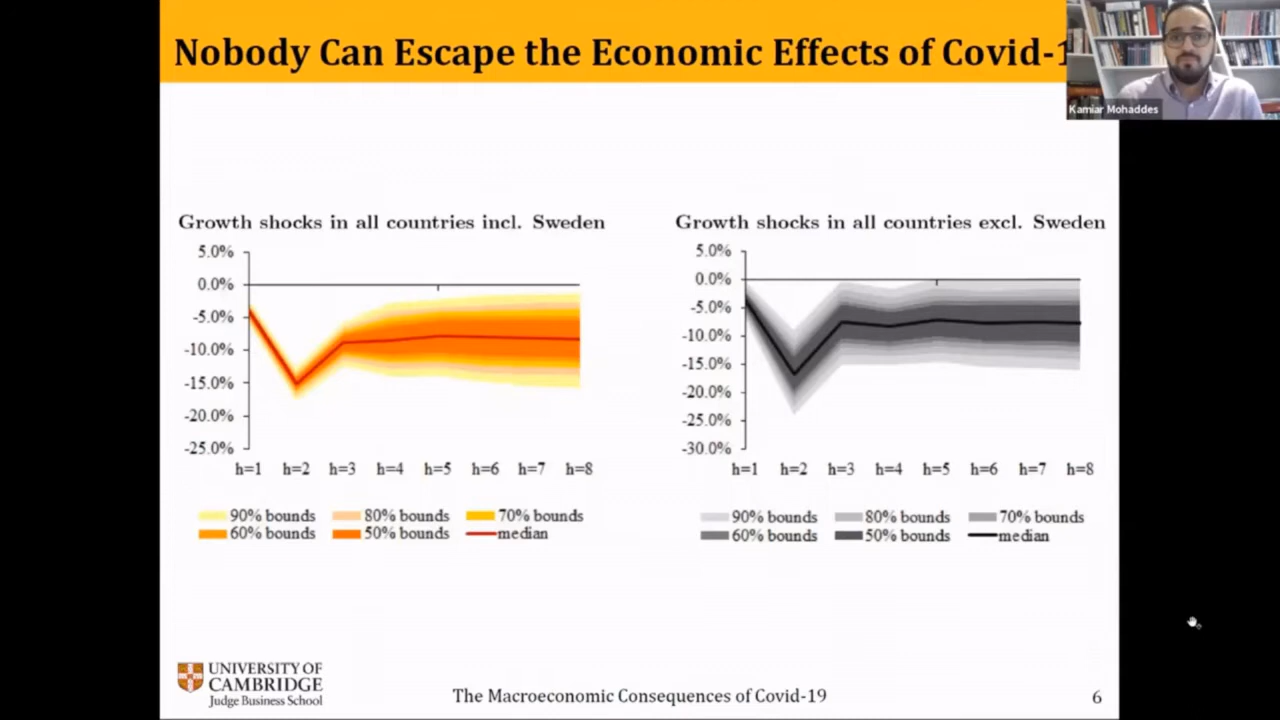 Nobody Can Escape the Economic Effects of Covid-1
Kamiar Mohaddes
Growth shocks in all countries incl. Sweden
5.0%
0.0%
-5.0%
-10.0%
-15.0%
-20.0%
-25.0%
h=1 h=2 h=3 h=4 h=5 h=6 h=7 h=8
90% bounds 80% bounds 70% bounds
60% bounds 50% bounds median
Growth shocks in all countries excl. Sweden
5.0%
0.0%
-5.0%
-10.0%
-15.0%
-20.0%
-25.0%
-30.0%
h=1 h=2 h=3 h=4 h=5 h=6 h=7 h=8
90% bounds 80% bounds 70% bounds
60% bounds 50% bounds median
UNIVERSITY OF
CAMBRIDGE
Judge Business School
The Macroeconomic Consequences of Covid-19
6